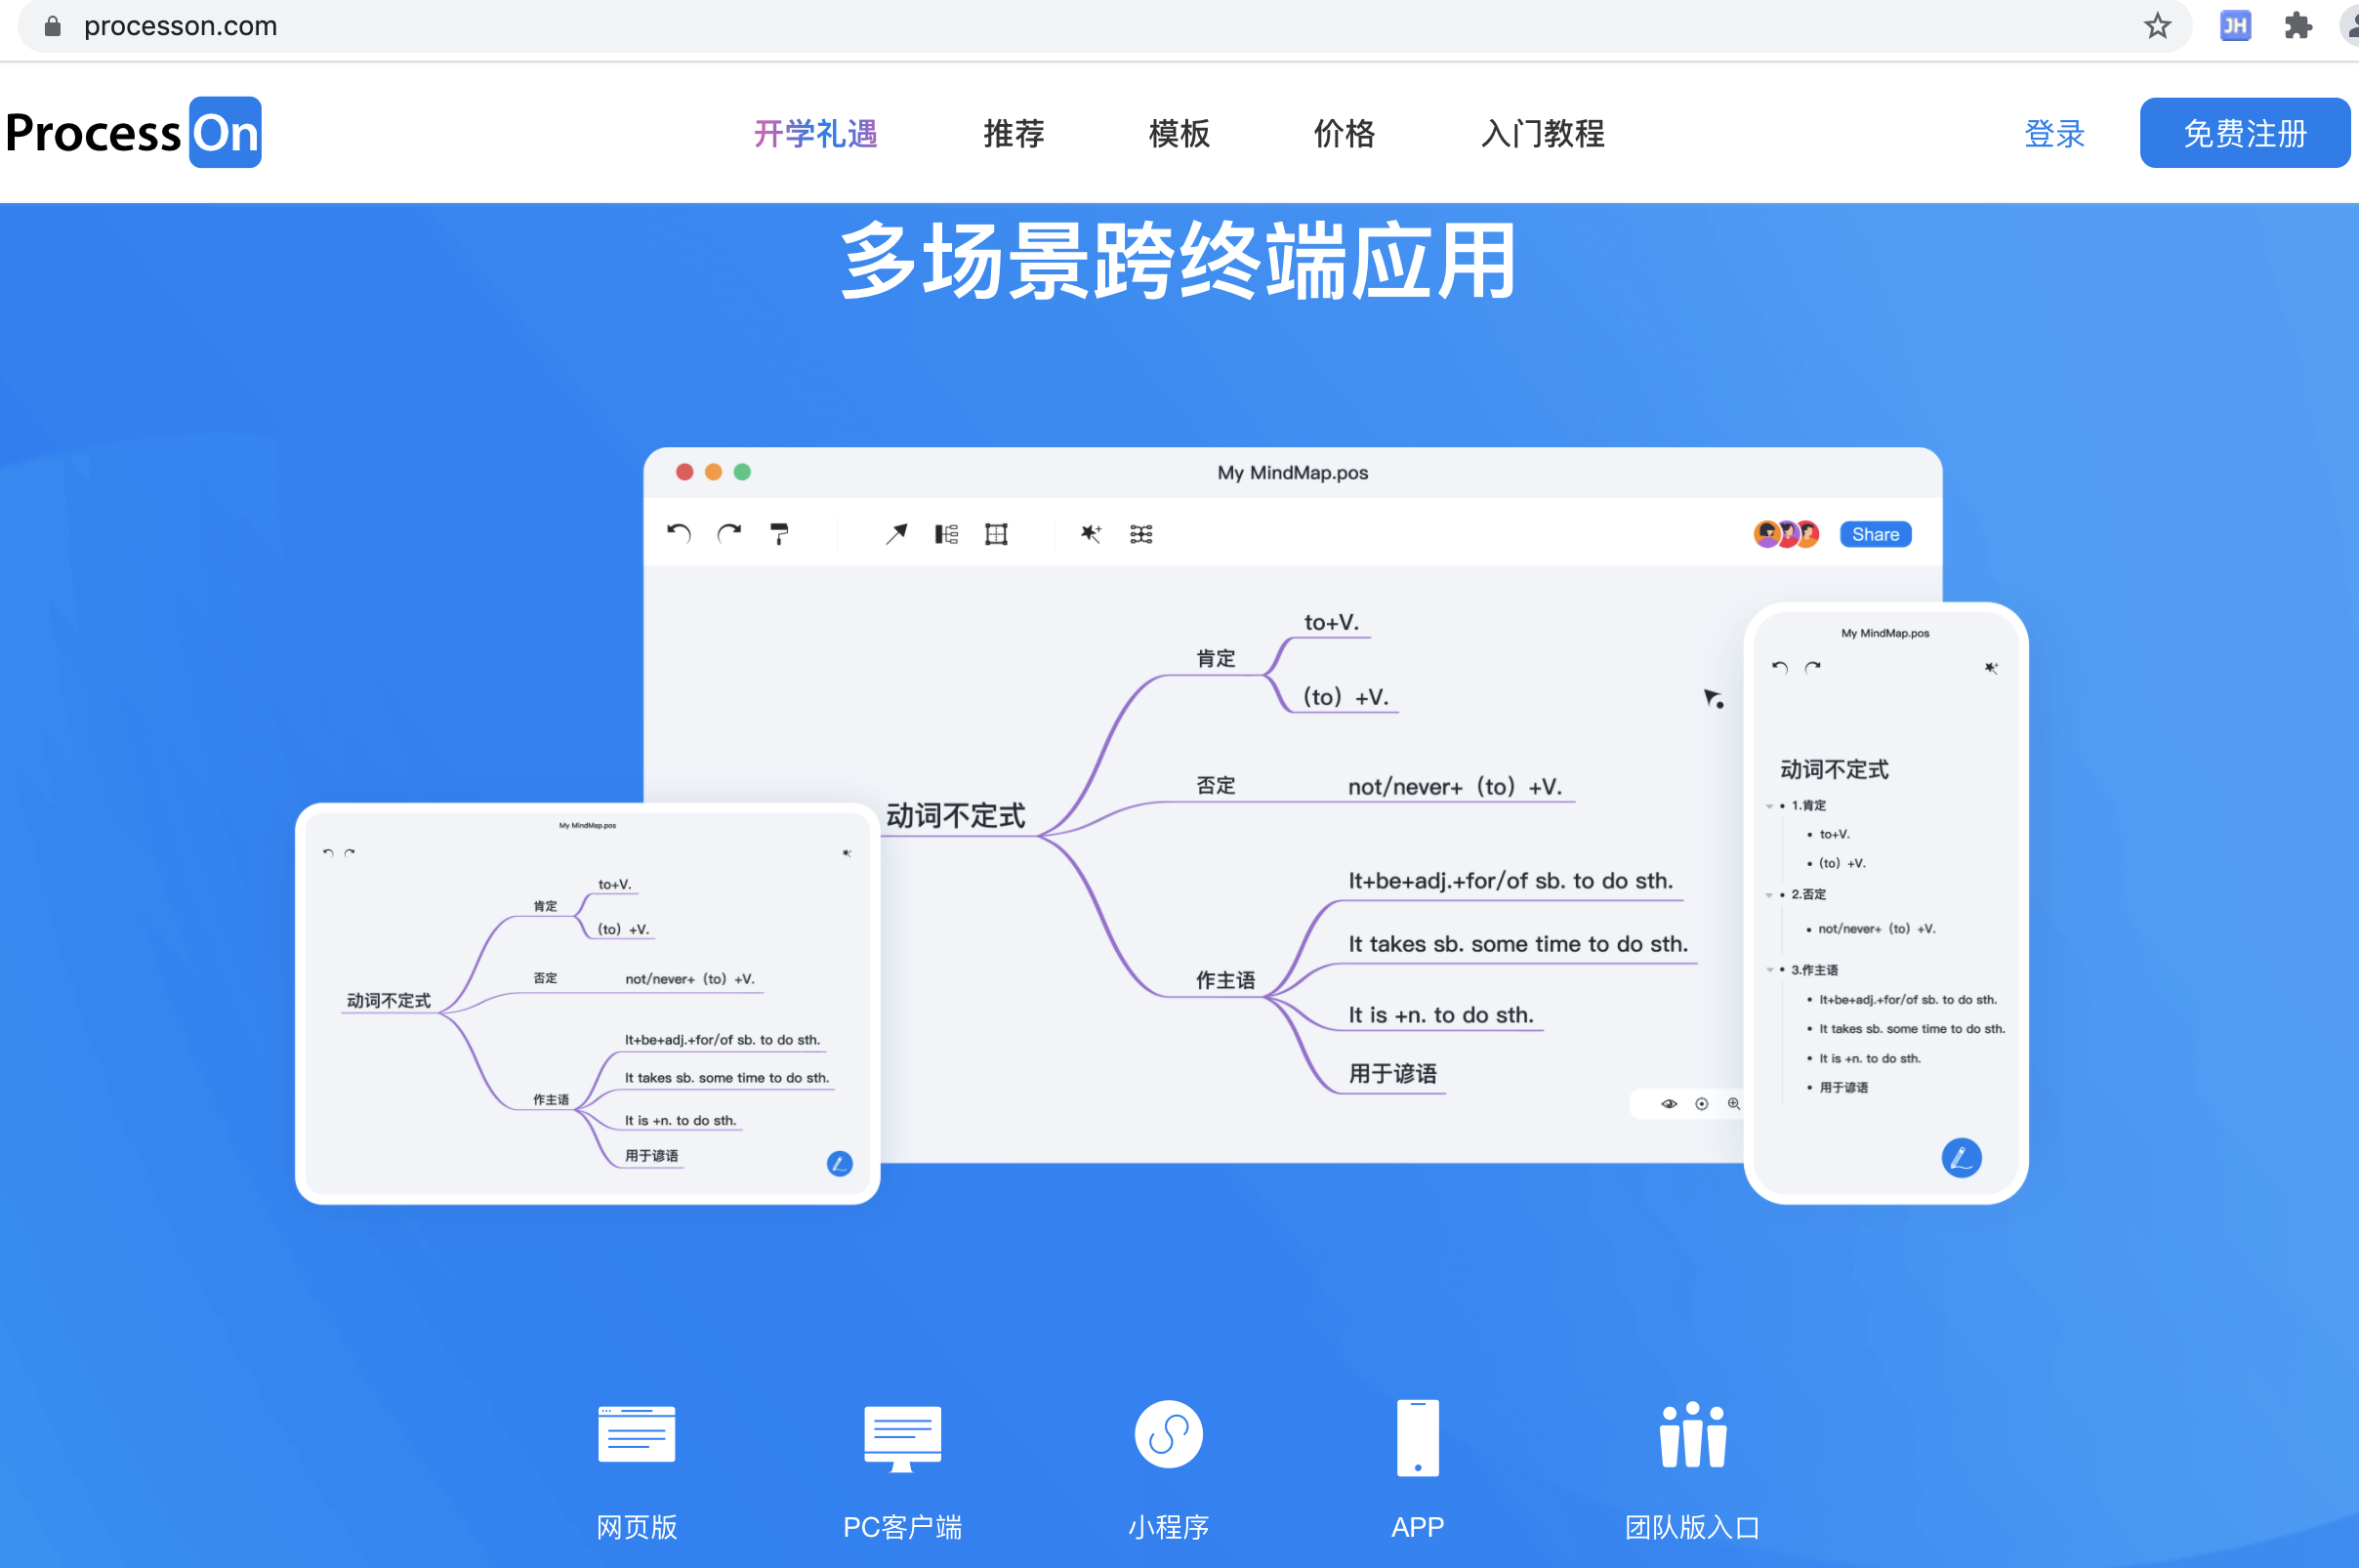 processon.com
JH
ProcessOn
开学礼遇
推荐
模板
价格
入门教程
登录
免费注册
多场景跨终端应用
My MindMap.pos
Share
动词不定式
肯定
to+V.
(to）+V.
否定
not/never+（to）+V.
作主语
It+be+adj.+for/of sb. to do sth.
It takes sb. some time to do sth.
It is +n. to do sth.
用于谚语
My MindMap.pos
动词不定式
肯定
to+V.
(to）+V.
否定
not/never+（to）+V.
作主语
It+be+adj.+for/of sb. to do sth.
It takes sb. some time to do sth.
It is +n. to do sth.
用于谚语
My MindMap.pos
动词不定式
1.肯定
to+V.
(to）+V.
2.否定
not/never+（to）+V.
3.作主语
It+be+adj.+for/of sb. to do sth.
It takes sb. some time to do sth.
It is +n. to do sth.
用于谚语
网页版
PC客户端
小程序
APP
团队版入口